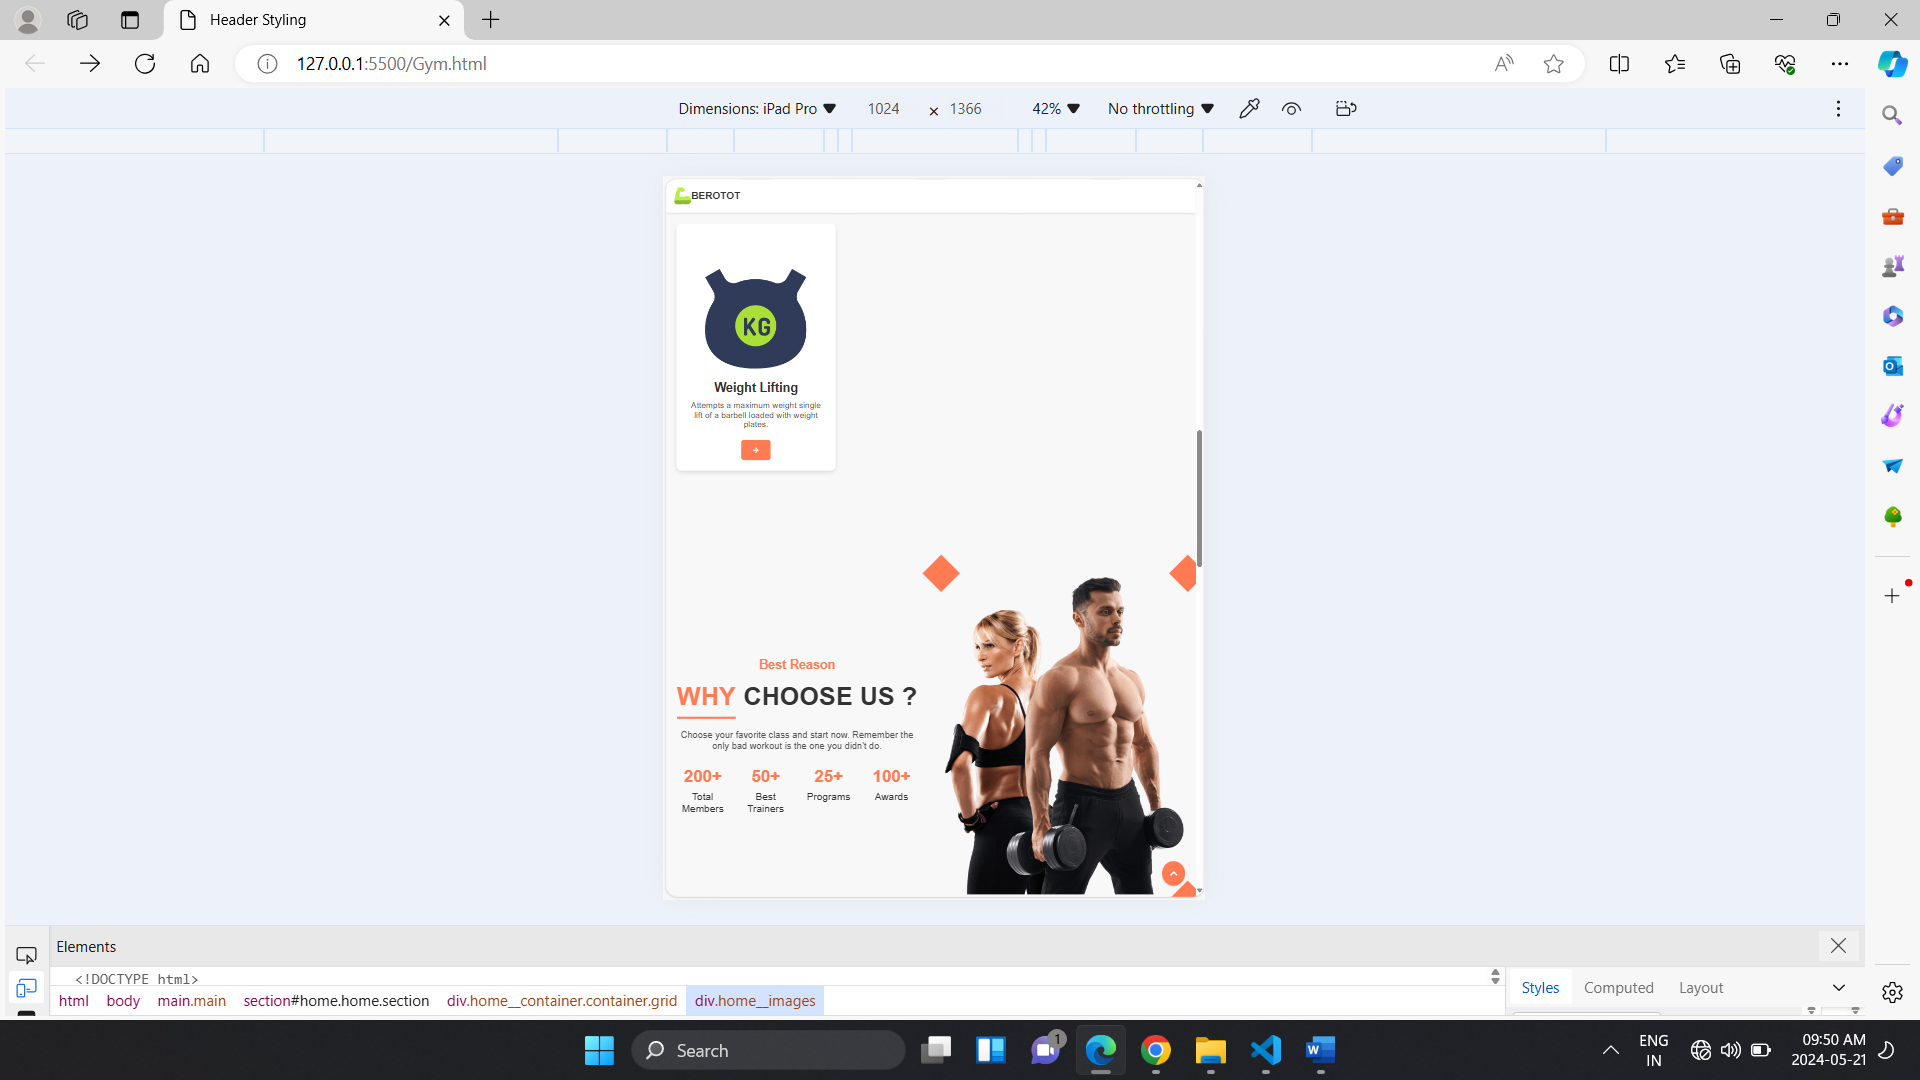 Header Styling
127.0.0.1:5500/Gym.html
Dimensions: iPad Pro 1024 × 1366 42% No throttling
BEROTOT
KG
Weight Lifting
Attempts a maximum weight single
lift of a barbell loaded with weight
plates.
Best Reason
WHY CHOOSE US ?
Choose your favorite class and start now. Remember the
only bad workout is the one you didn't do.
200+ 50+ 25+ 100+
Total Best Programs Awards
Members Trainers
Elements
<!DOCTYPE html>
html body main.main section#home.home.section div.home__container.container.grid div.home__images
Styles Computed Layout
Search
1
ENG
IN
09:50 AM
2024-05-21